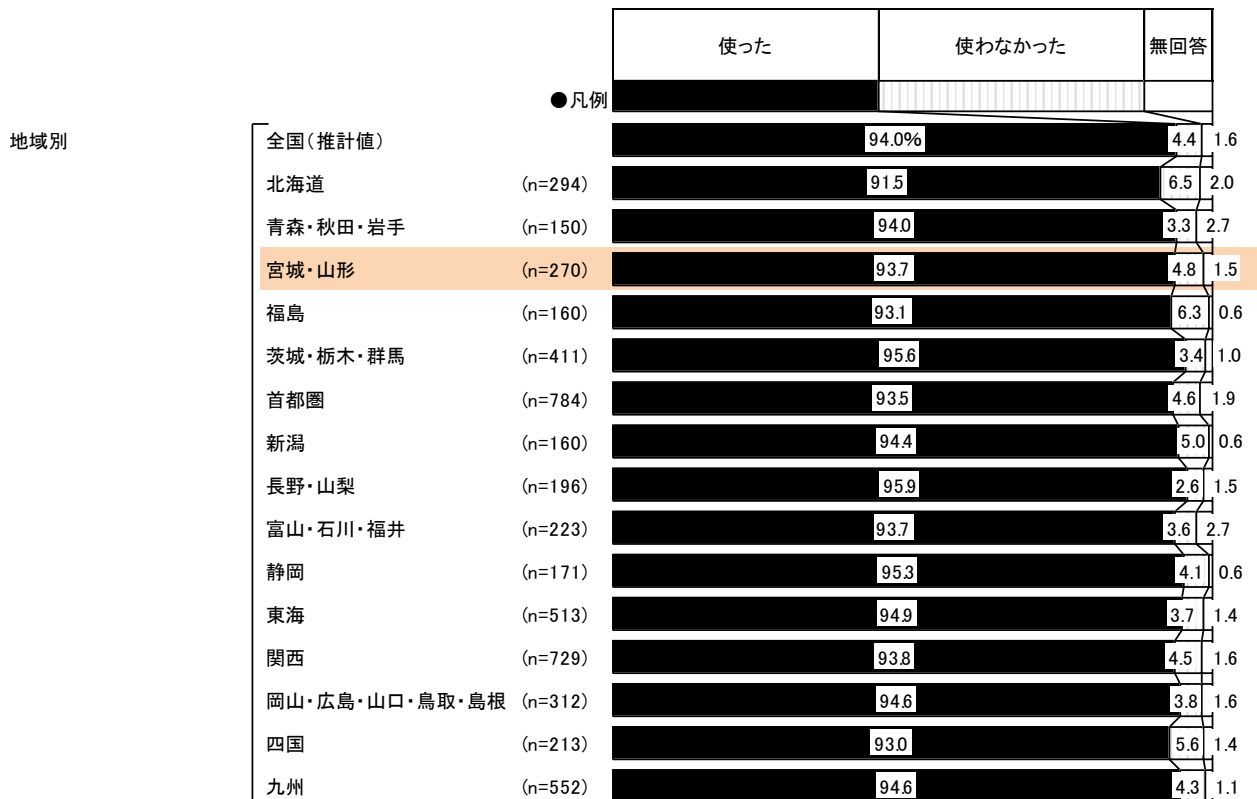 使った 使わなかった 無回答
●凡例
地域別 全国(推計値) 94.0% 4.4 1.6
北海道 (n=294) 91.5 6.5 2.0
青森・秋田・岩手 (n=150) 94.0 3.3 2.7
宮城・山形 (n=270) 93.7 4.8 1.5
福島 (n=160) 93.1 6.3 0.6
茨城・栃木・群馬 (n=411) 95.6 3.4 1.0
首都圏 (n=784) 93.5 4.6 1.9
新潟 (n=160) 94.4 5.0 0.6
長野・山梨 (n=196) 95.9 2.6 1.5
富山・石川・福井 (n=223) 93.7 3.6 2.7
静岡 (n=171) 95.3 4.1 0.6
東海 (n=513) 94.9 3.7 1.4
関西 (n=729) 93.8 4.5 1.6
岡山・広島・山口・鳥取・島根 (n=312) 94.6 3.8 1.6
四国 (n=213) 93.0 5.6 1.4
九州 (n=552) 94.6 4.3 1.1